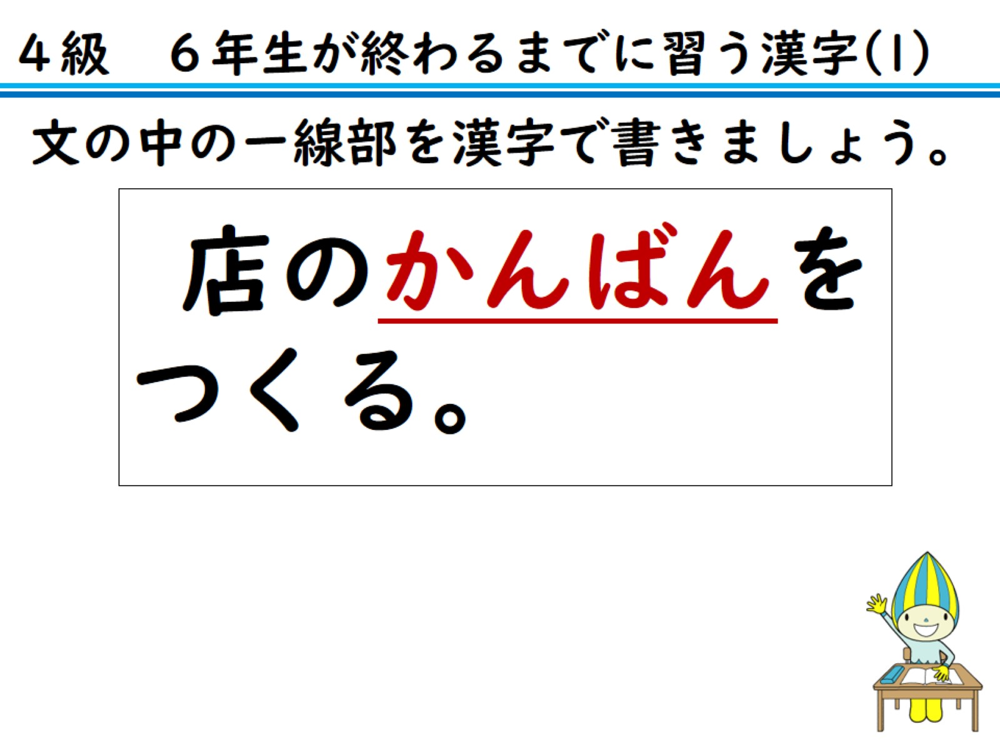 ４級　６年生が終わるまでに習う漢字(1)
文の中の一線部を漢字で書きましょう。
店のかんばんを
つくる。